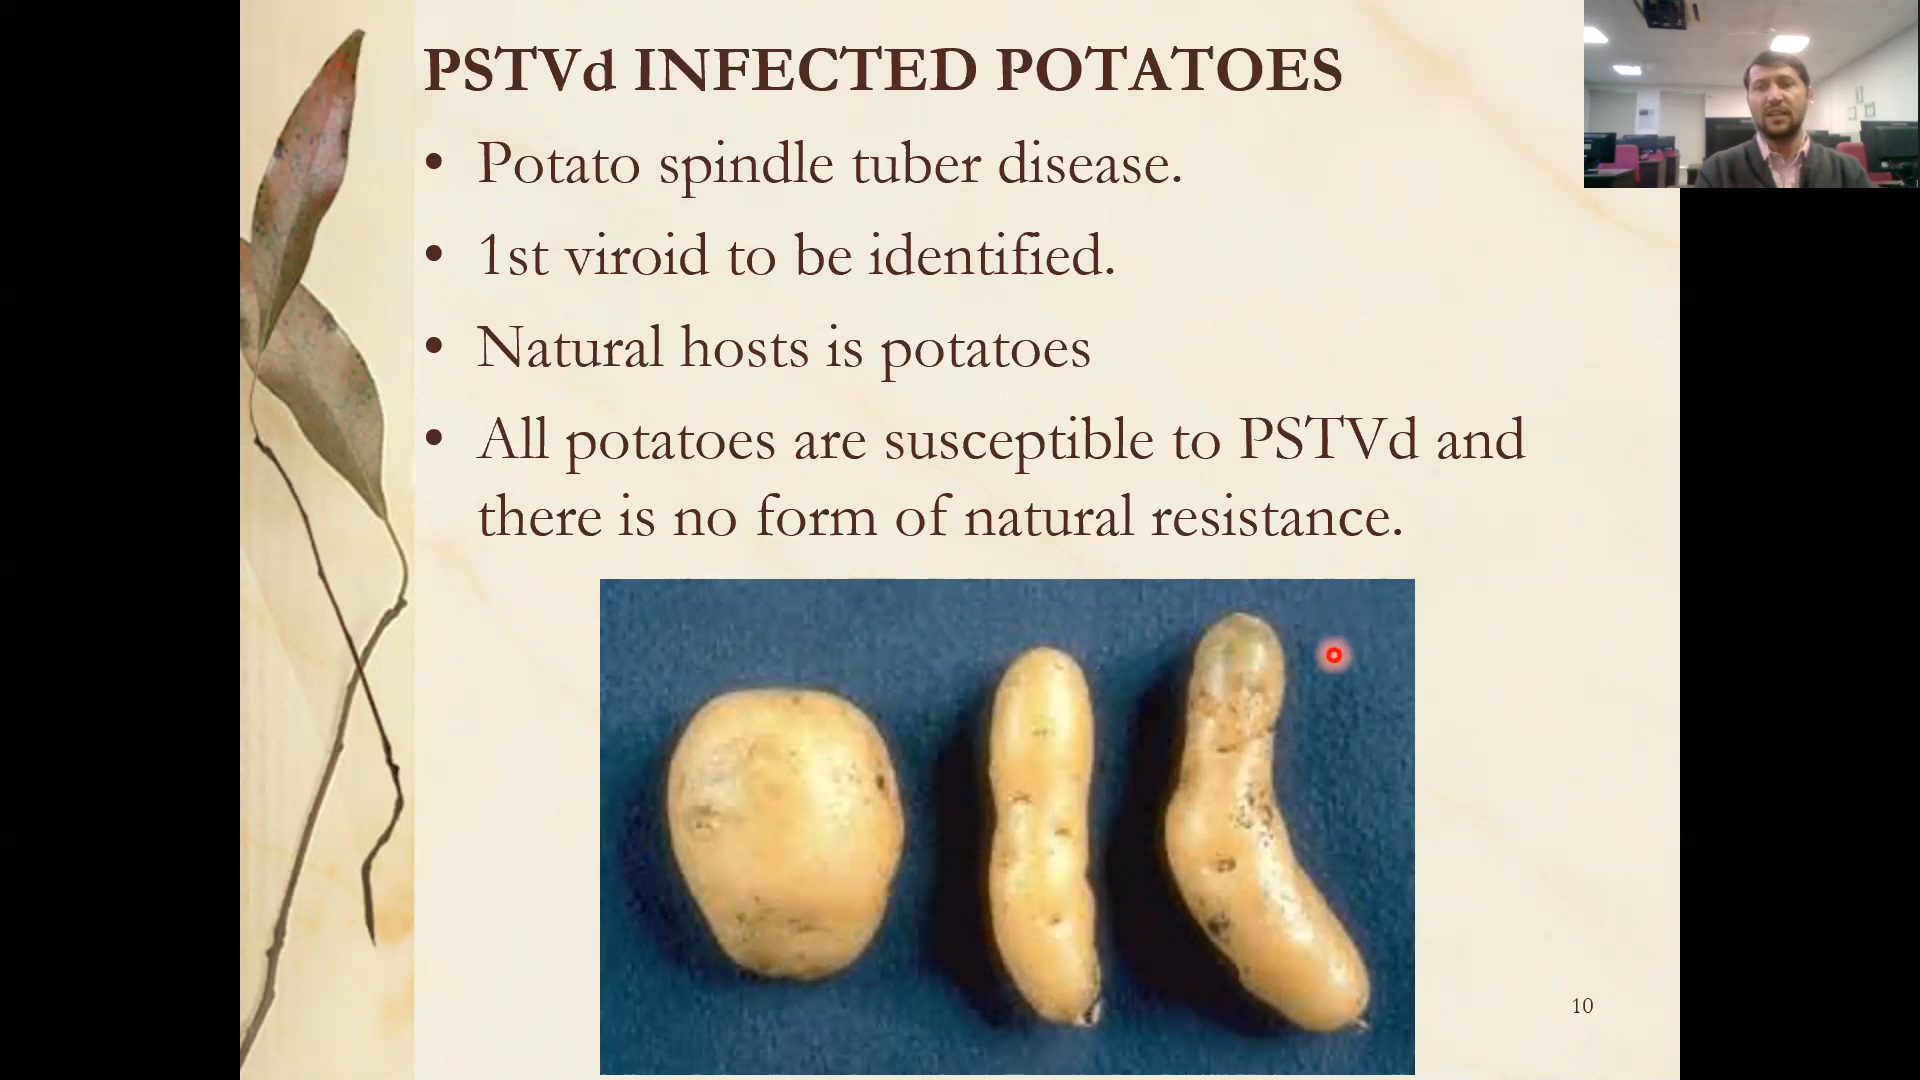 PSTVd INFECTED POTATOES
• Potato spindle tuber disease.
• 1st viroid to be identified.
• Natural hosts is potatoes
• All potatoes are susceptible to PSTVd and
there is no form of natural resistance.
10